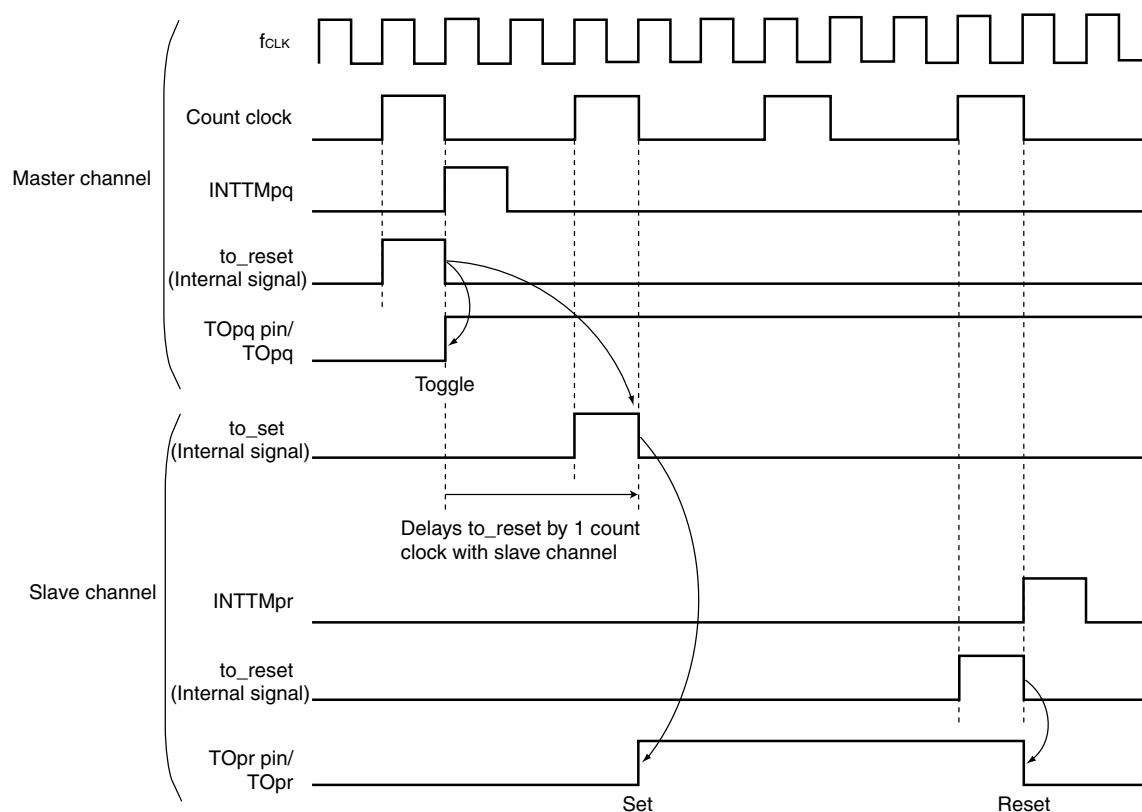 fCLK
Count clock
Master channel
INTTMpq
to_reset
(Internal signal)
TOpq pin/
TOpq
Toggle
to_set
(Internal signal)
Delays to_reset by 1 count
clock with slave channel
Slave channel
INTTMpr
to_reset
(Internal signal)
TOpr pin/
TOpr
Set
Reset